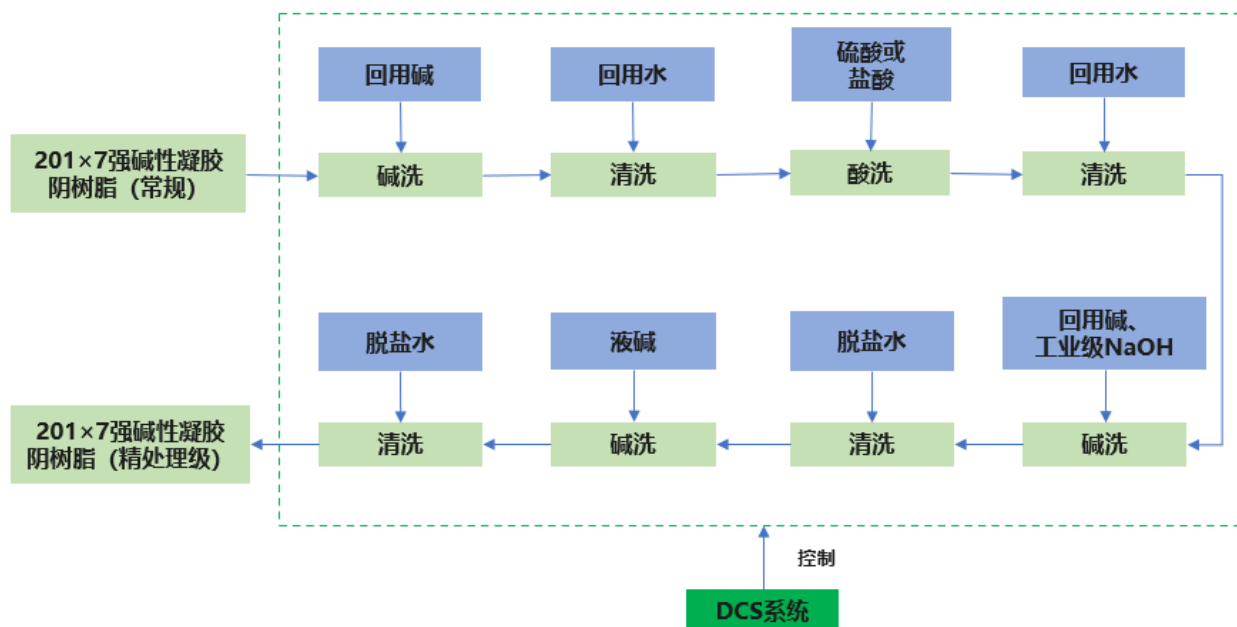 回用碱
回用水
硫酸或
盐酸
回用水
201×7强碱性凝胶
阴树脂（常规）
碱洗
清洗
酸洗
清洗
脱盐水
液碱
脱盐水
回用碱、
工业级NaOH
201×7强碱性凝胶
阴树脂（精处理级）
清洗
碱洗
清洗
碱洗
控制
DCS系统